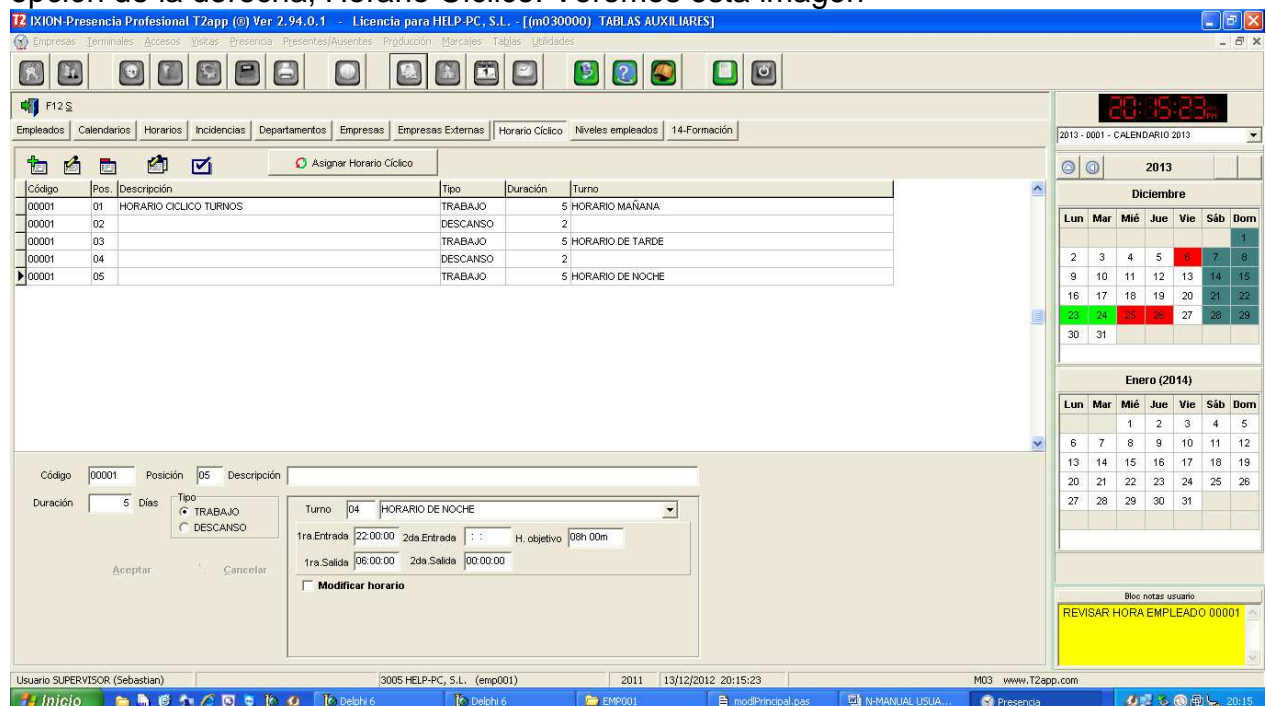 opción de la derecha, Horario Cíclico. Veremos esta imagen
T2 IXION-Presencia Profesional T2app (®) Ver 2.94.0.1 - Licencia para HELP-PC, S.L. - [(m030000) TABLAS AUXILIARES]
Empresas Terminales Accesos Visitas Presencia Presentes/Ausentes Producción Marcajes Tablas Utilidades
F12 S
Empleados Calendarios Horarios Incidencias Departamentos Empresas Empresas Externas Horario Cíclico Niveles empleados 14-Formación
Asignar Horario Cíclico
Código Pos. Descripción Tipo Duración Turno
00001 01 HORARIO CICLICO TURNOS TRABAJO 5 HORARIO MAÑANA
00001 02 DESCANSO 2
00001 03 TRABAJO 5 HORARIO DE TARDE
00001 04 DESCANSO 2
00001 05 TRABAJO 5 HORARIO DE NOCHE
Código 00001 Posición 05 Descripción
Duración 5 Días Tipo
TRABAJO
DESCANSO
Turno 04 HORARIO DE NOCHE
1ra.Entrada 22:00:00 2da.Entrada : : H. objetivo 08h 00m
1ra.Salida 06:00:00 2da.Salida 00:00:00
Modificar horario
Aceptar Cancelar
20:15:23 PM
2013 - 0001 - CALENDARIO 2013
2013
Diciembre
Lun Mar Mié Jue Vie Sáb Dom
1
2 3 4 5 6 7 8
9 10 11 12 13 14 15
16 17 18 19 20 21 22
23 24 25 26 27 28 29
30 31
Enero (2014)
Lun Mar Mié Jue Vie Sáb Dom
1 2 3 4 5
6 7 8 9 10 11 12
13 14 15 16 17 18 19
20 21 22 23 24 25 26
27 28 29 30 31
Bloc notas usuario
REVISAR HORA EMPLEADO 00001
Usuario SUPERVISOR (Sebastian) 3005 HELP-PC, S.L. (emp001) 2011 13/12/2012 20:15:23 M03 www.T2app.com
Inicio Delphi 6 Delphi 6 EMP001 modlPrincipal.pas N-MANUAL USUA... Presencia 20:15